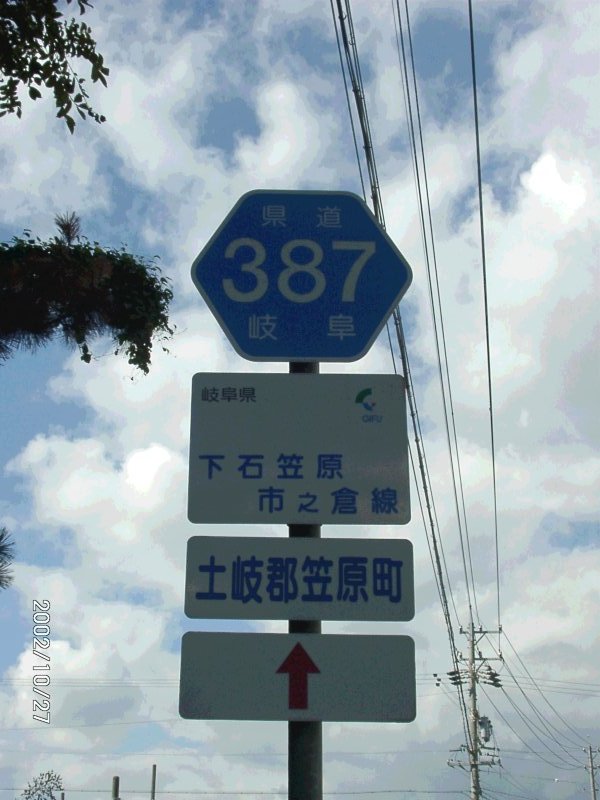 県道
387
岐阜
岐阜県
GIFU
下石笠原
市之倉線
土岐郡笠原町
2002/10/27